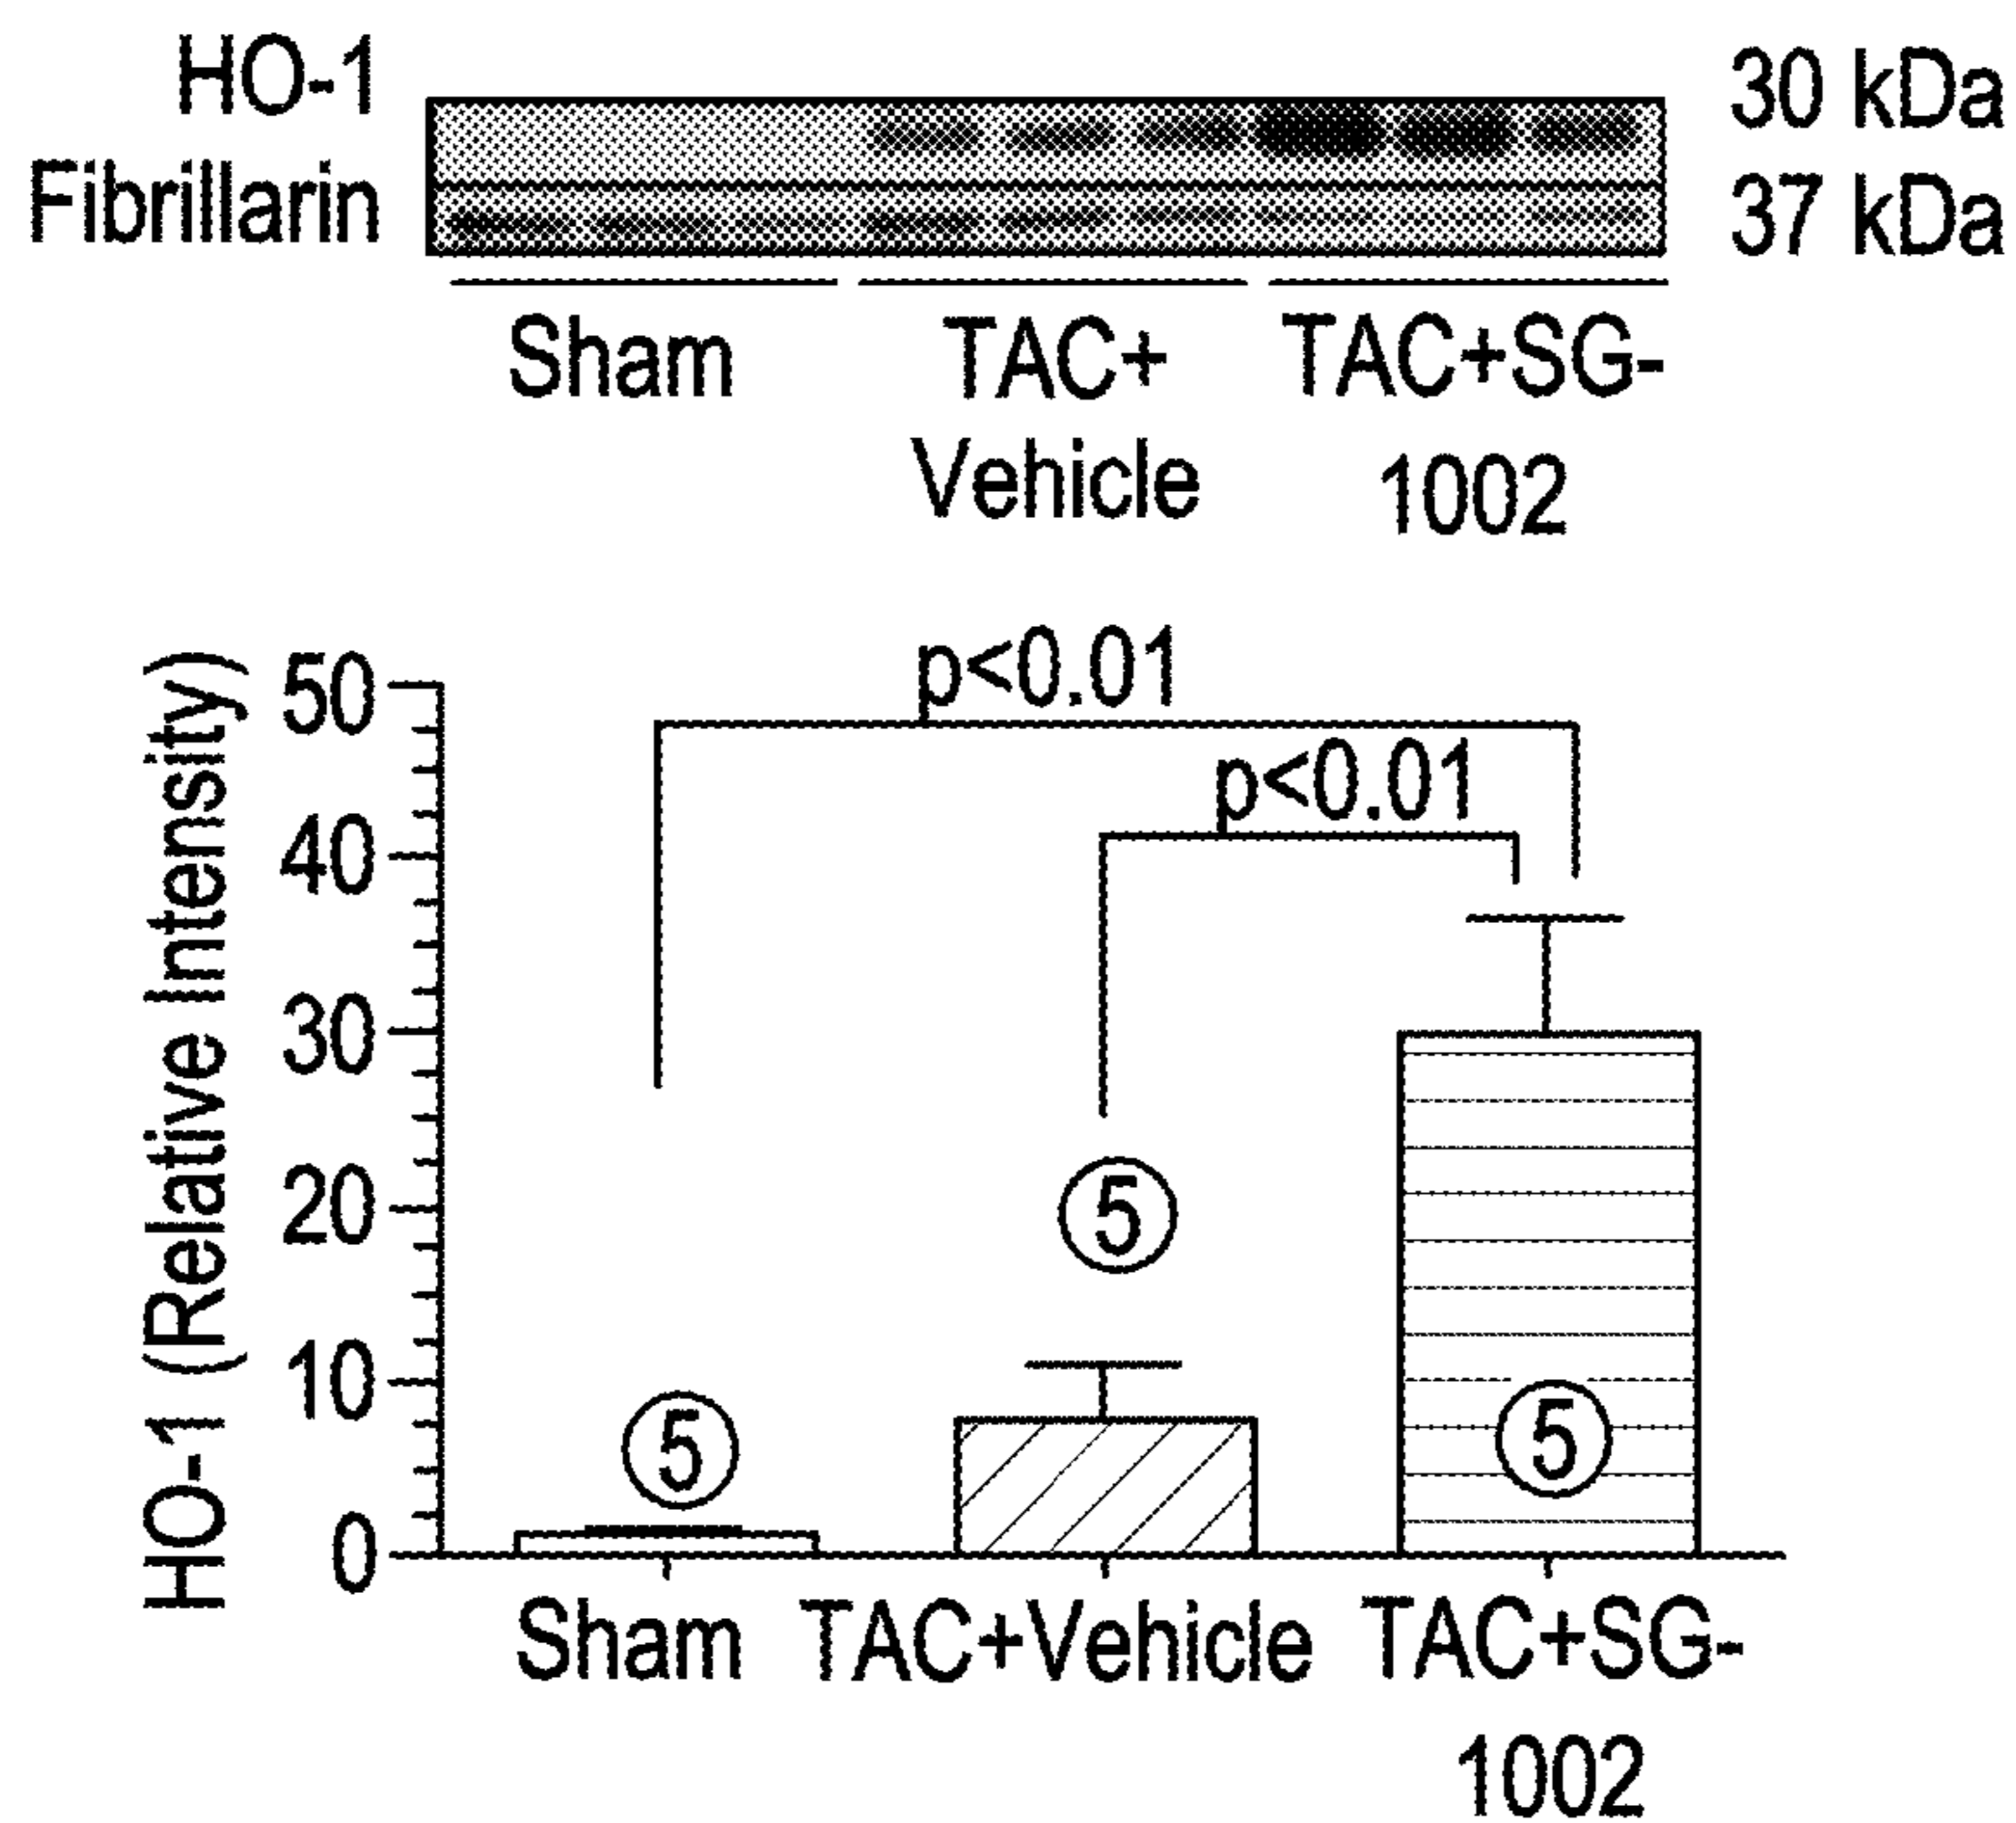 HO-1
30 kDa
Fibrillarin
37 kDa
Sham
TAC+
Vehicle
TAC+SG-
1002
HO-1 (Relative Intensity)
50
40
30
20
10
0
p<0.01
p<0.01
5
5
5
Sham
TAC+Vehicle
TAC+SG-
1002